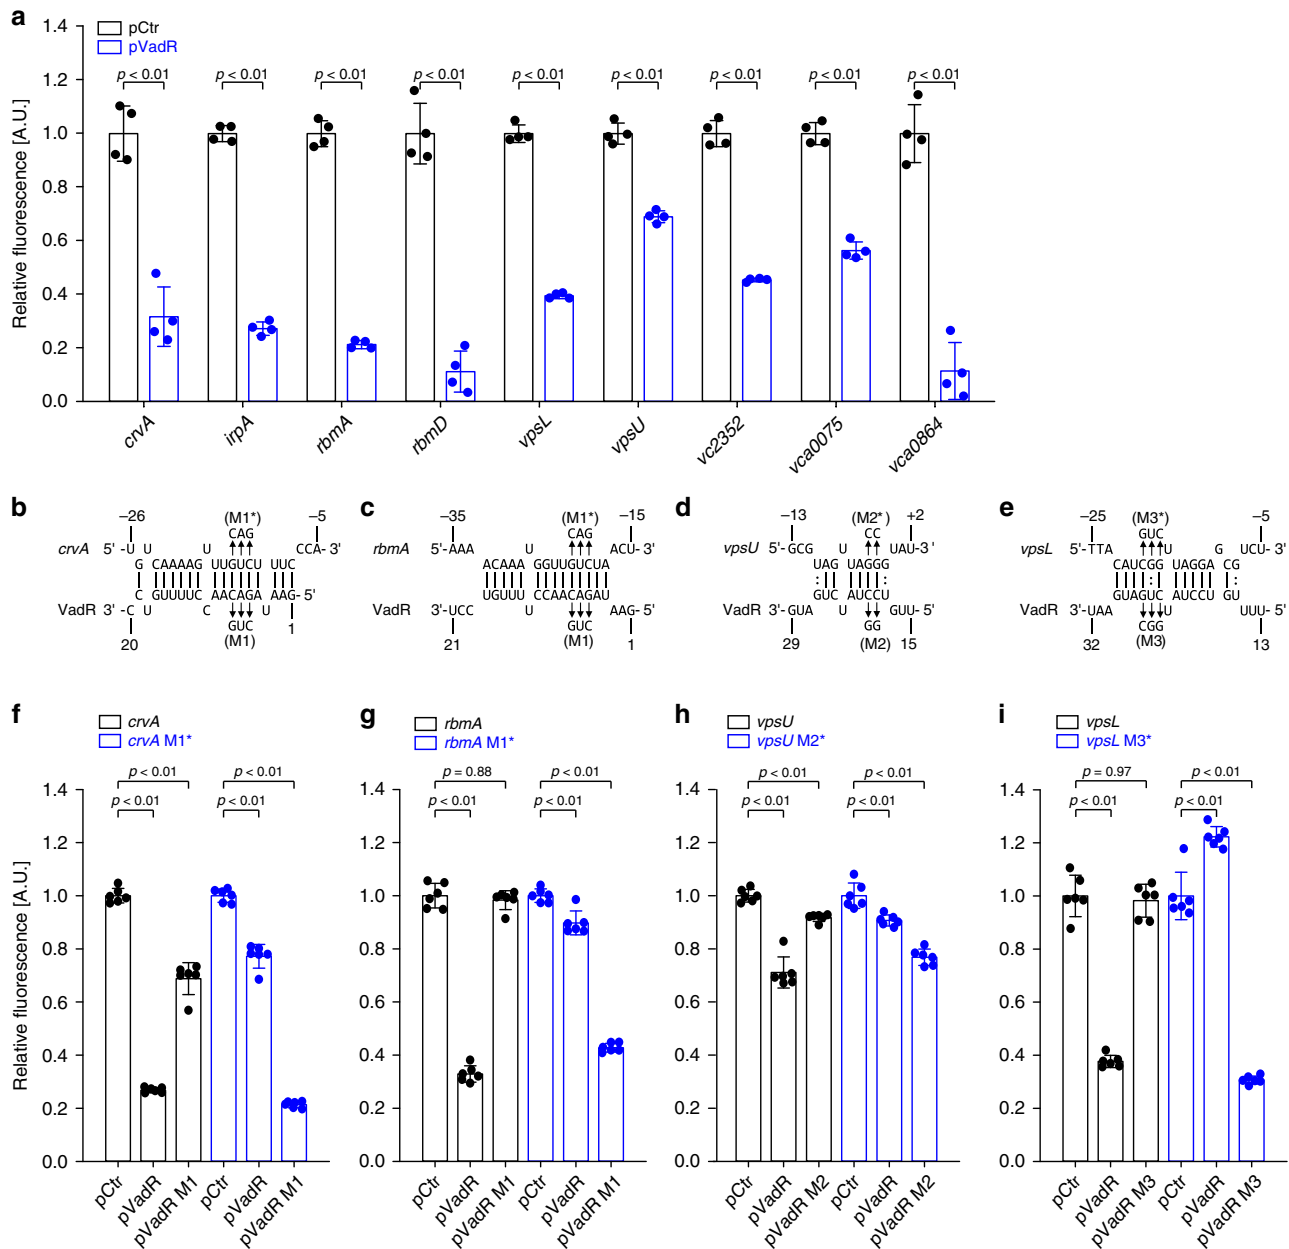 a
1.4
1.2
1.0
0.8
0.6
0.4
0.2
0.0
Relative fluorescence [A.U.]
pCtr
pVadR
p < 0.01 p < 0.01 p < 0.01 p < 0.01 p < 0.01 p < 0.01 p < 0.01 p < 0.01 p < 0.01
crvA irpA rbmA rbmD vpsL vpsU vc2352 vca0075 vca0864
b
–26 (M1*) –5
CAG
crvA 5' -U U U CCA- 3'
G CAAAAG UUGUCU UUC
C GUUUUC AACAGA AAG- 5'
VadR 3' -C U C U
GUC 1
20 (M1)
c
–35 (M1*) –15
CAG
rbmA 5'-AAA U ACU- 3'
ACAAA GGUUGUCUA
UGUUU CCAACAGAU
VadR 3'-UCC U AAG- 5'
GUC
21 (M1) 1
d
–13 (M2*) +2
CC
vpsU 5'-GCG U UAU-3'
UAG UAGGG
GUC AUCCU
VadR 3'-GUA U GUU- 5'
GG
29 (M2) 15
e
–25 (M3*) –5
GUC
vpsL 5'-TTA U G UCU- 3'
CAUCGG UAGGA CG
GUAGUC AUCCU GU
VadR 3'-UAA U UUU- 5'
CGG
32 (M3) 13
f
crvA
crvA M1*
p < 0.01 p < 0.01
p < 0.01 p < 0.01
1.4
1.2
1.0
0.8
0.6
0.4
0.2
0.0
Relative fluorescence [A.U.]
pCtr pVadR pVadR M1 pCtr pVadR pVadR M1
g
rbmA
rbmA M1*
p = 0.88 p < 0.01
p < 0.01 p < 0.01
1.4
1.2
1.0
0.8
0.6
0.4
0.2
0.0
pCtr pVadR pVadR M1 pCtr pVadR pVadR M1
h
vpsU
vpsU M2*
p < 0.01 p < 0.01
p < 0.01 p < 0.01
1.4
1.2
1.0
0.8
0.6
0.4
0.2
0.0
pCtr pVadR pVadR M2 pCtr pVadR pVadR M2
i
vpsL
vpsL M3*
p = 0.97 p < 0.01
p < 0.01 p < 0.01
1.4
1.2
1.0
0.8
0.6
0.4
0.2
0.0
pCtr pVadR pVadR M3 pCtr pVadR pVadR M3